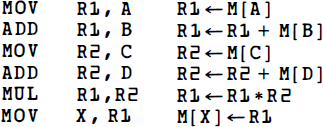 MOV R1, A R1 ← M[A]
ADD R1, B R1 ← R1 + M[B]
MOV R2, C R2 ← M[C]
ADD R2, D R2 ← R2 + M[D]
MUL R1,R2 R1 ← R1*R2
MOV X, R1 M[X] ← R1